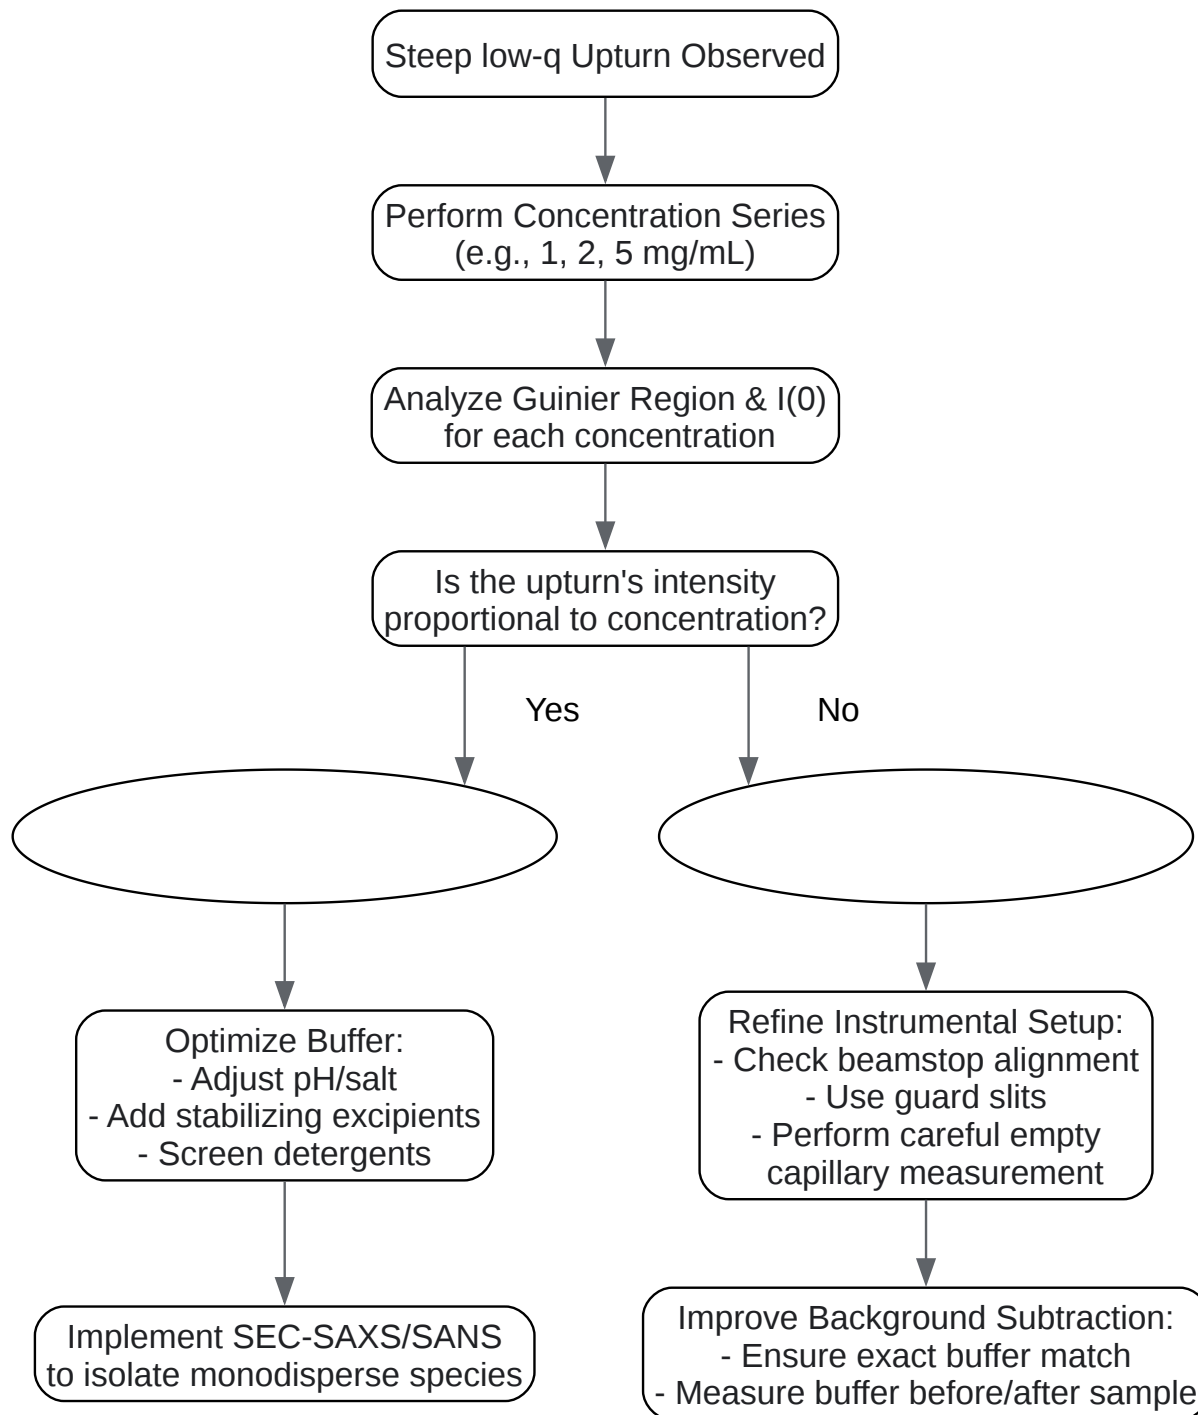 Steep low-q Upturn Observed
Perform Concentration Series
(e.g., 1, 2, 5 mg/mL)
Analyze Guinier Region & I(0)
for each concentration
Is the upturn's intensity
proportional to concentration?
Yes
No
Optimize Buffer:
- Adjust pH/salt
- Add stabilizing excipients
- Screen detergents
Refine Instrumental Setup:
- Check beamstop alignment
- Use guard slits
- Perform careful empty
capillary measurement
Implement SEC-SAXS/SANS
to isolate monodisperse species
Improve Background Subtraction:
- Ensure exact buffer match
- Measure buffer before/after sample